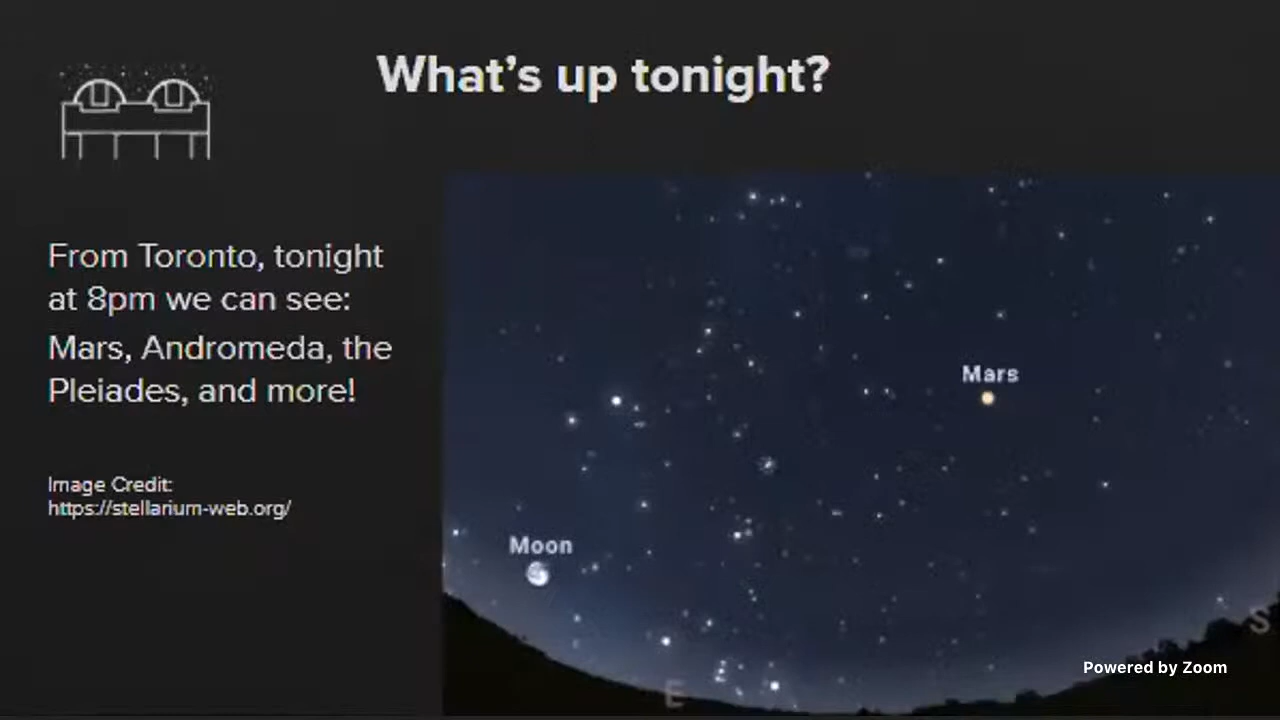 What's up tonight?
From Toronto, tonight
at 8pm we can see:
Mars, Andromeda, the
Pleiades, and more!
Image Credit:
https://stellarium-web.org/
Mars
Moon
E
S
Powered by Zoom